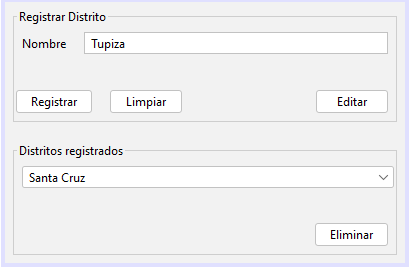 Registrar Distrito
Nombre Tupiza
Registrar Limpiar Editar
Distritos registrados
Santa Cruz
Eliminar